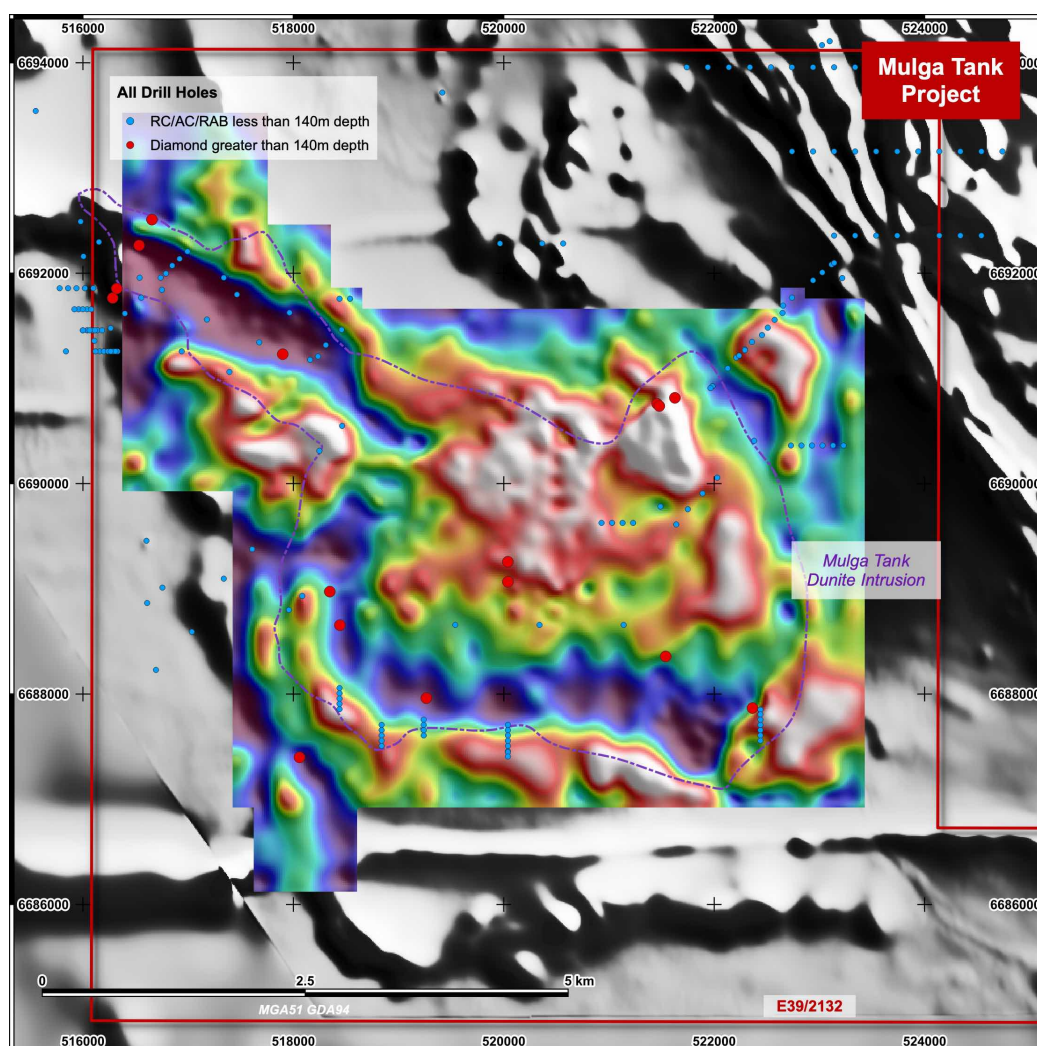 516000
518000
520000
522000
524000
6694000
Mulga Tank
Project
All Drill Holes
RC/AC/RAB less than 140m depth
Diamond greater than 140m depth
6692000
6692000
6690000
6690000
Mulga Tank
Dunite Intrusion
6688000
6688000
6686000
6686000
0
2.5
5 km
MGA51 GDA94
E39/2132
516000
518000
520000
522000
524000